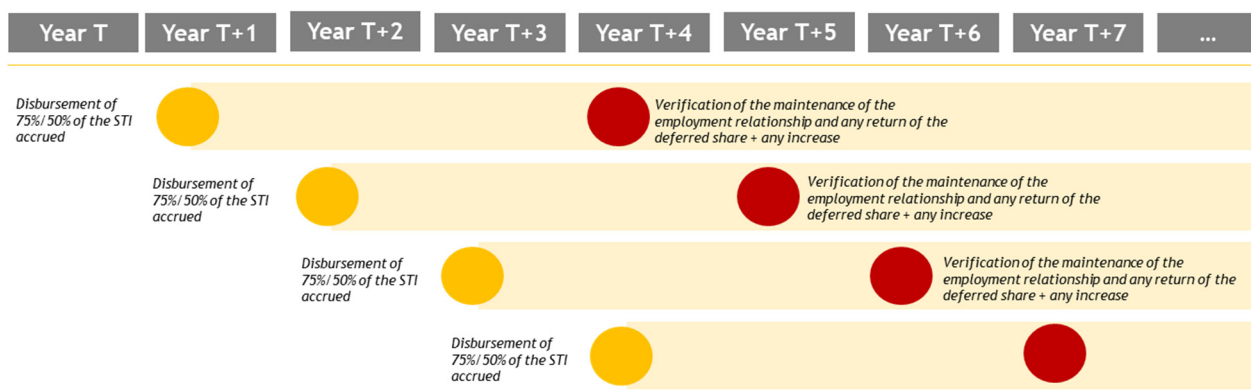 Year T
Year T+1
Year T+2
Year T+3
Year T+4
Year T+5
Year T+6
Year T+7
...
Disbursement of
75%/50% of the STI
accrued
Verification of the maintenance of the
employment relationship and any return of the
deferred share + any increase
Disbursement of
75%/50% of the STI
accrued
Verification of the maintenance of the
employment relationship and any return of the
deferred share + any increase
Disbursement of
75%/50% of the STI
accrued
Verification of the maintenance of the
employment relationship and any return of the
deferred share + any increase
Disbursement of
75%/50% of the STI
accrued